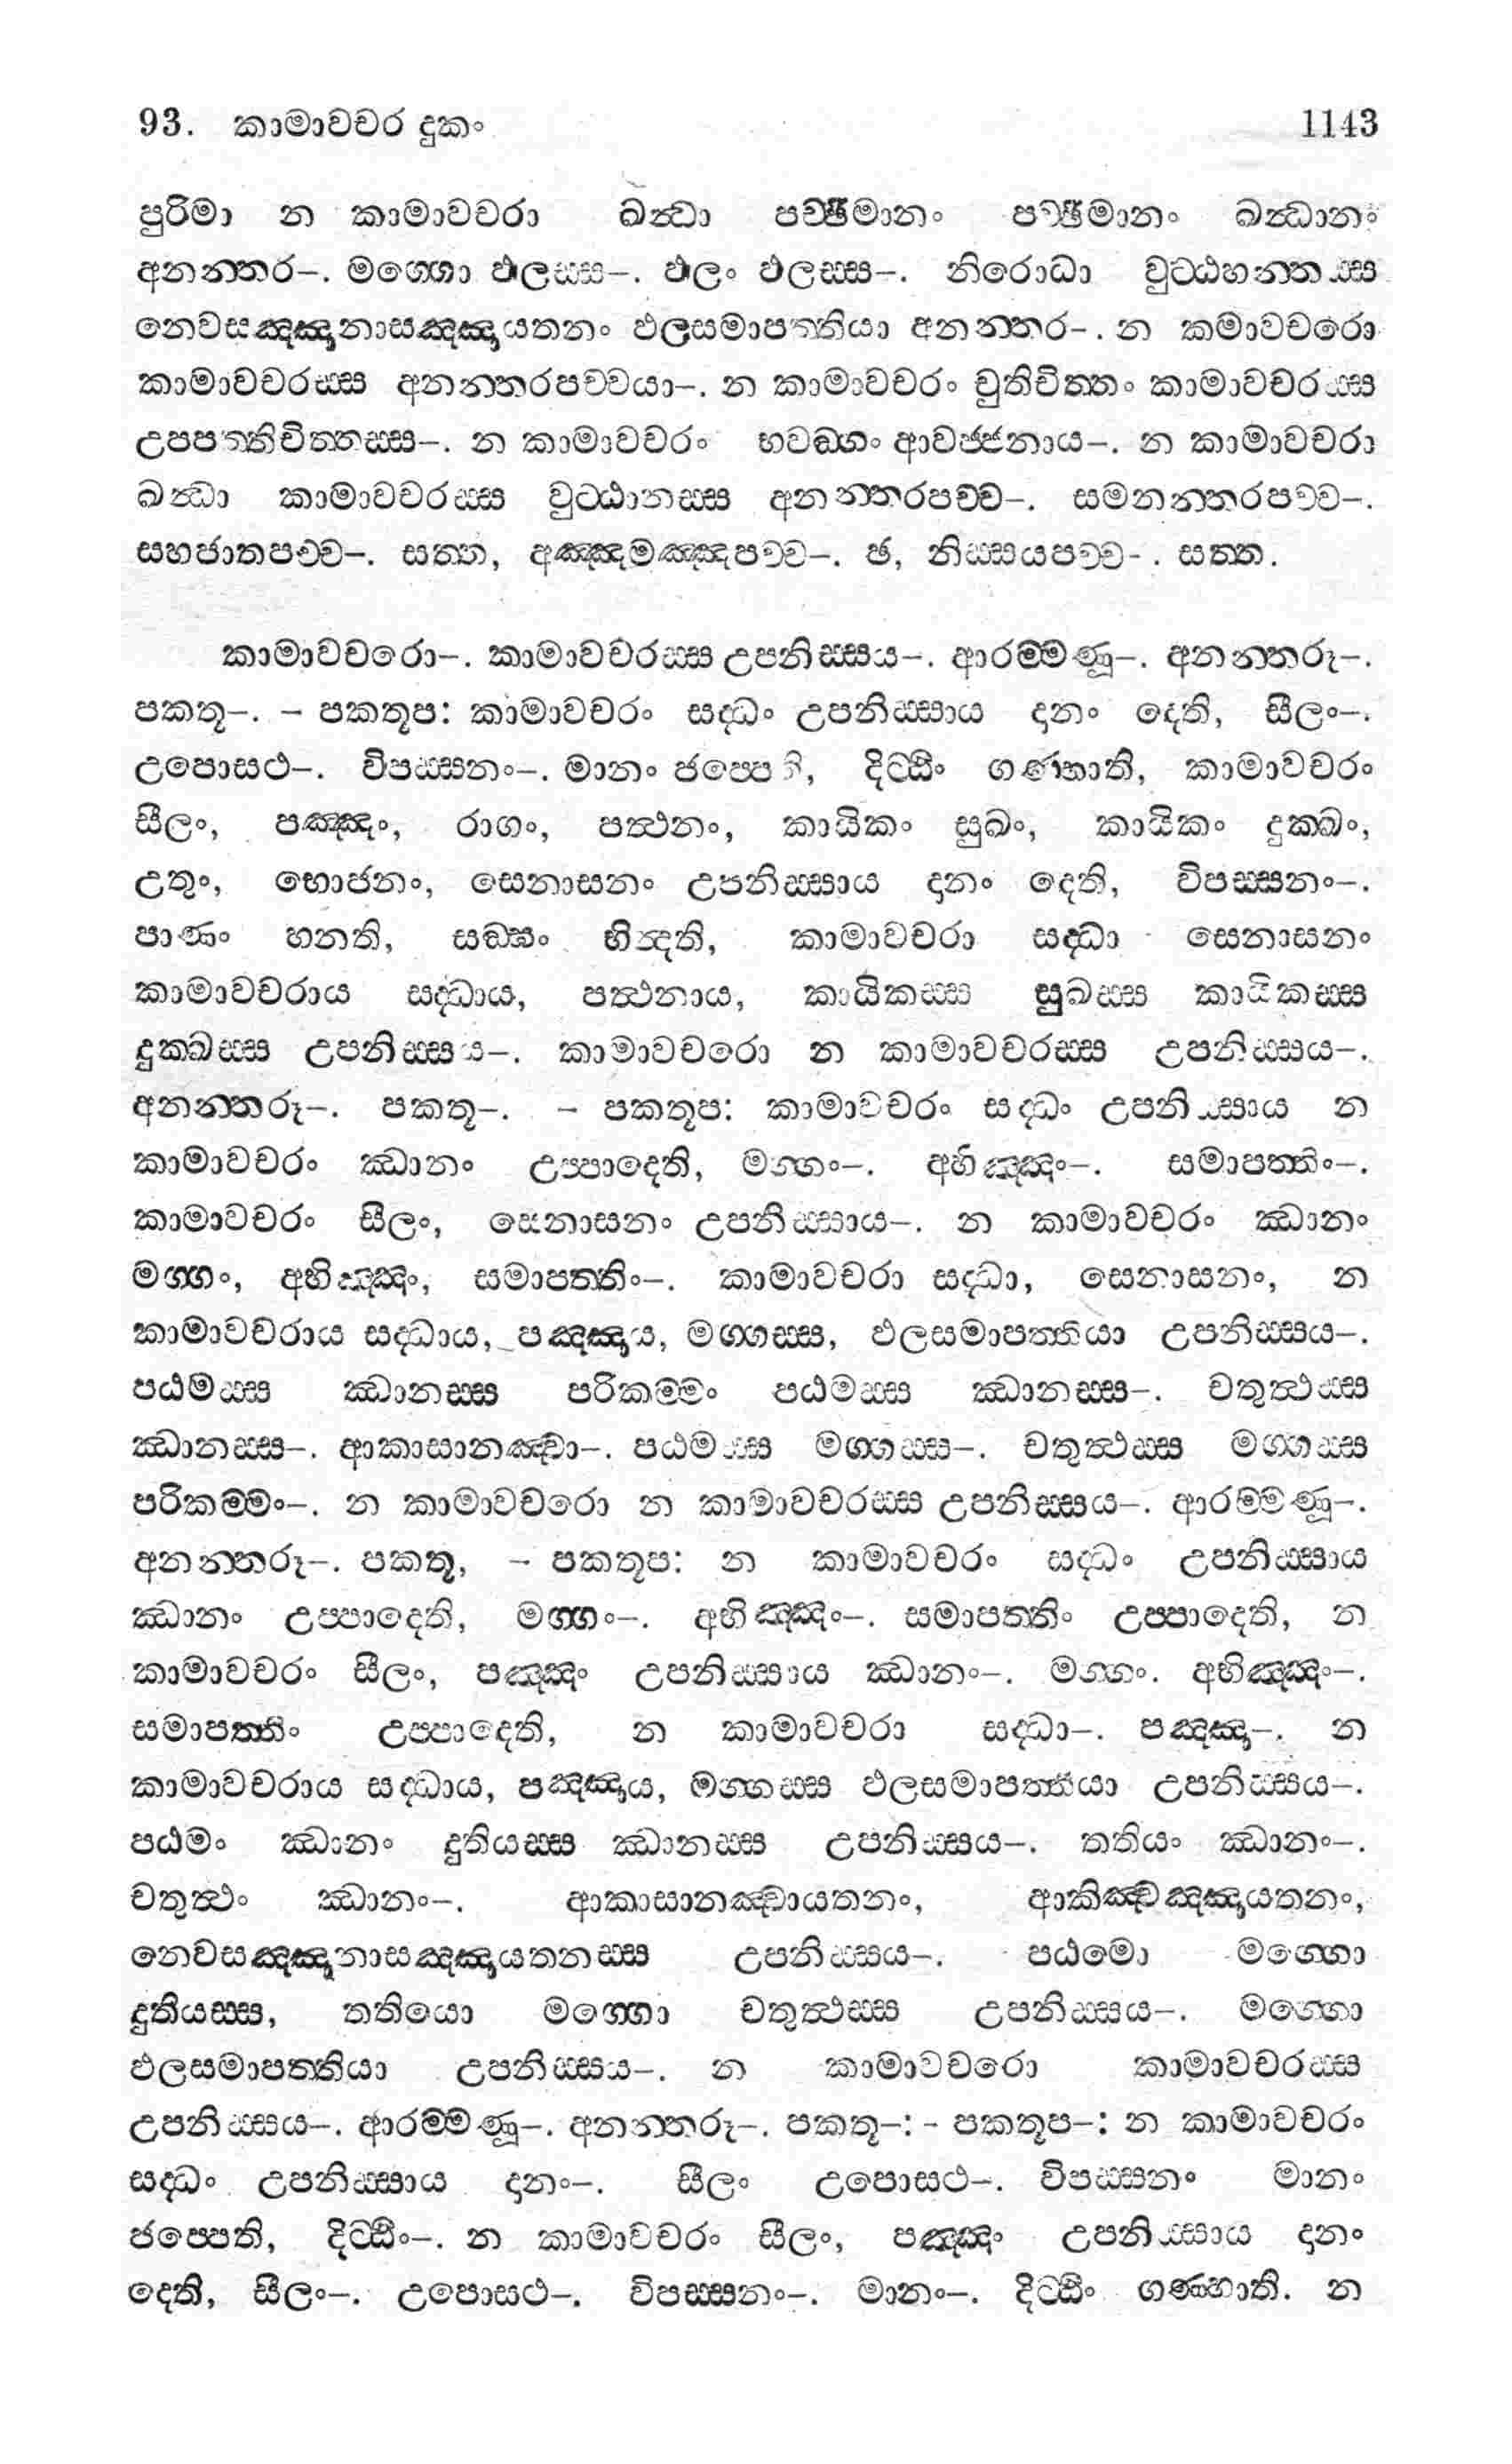 93. කාමාවචර දුකං 1143
පුරිමා න කාමාවචරා ඛන්ධා පච්ඡිමානං පච්ඡිමානං ඛන්ධානං
අනන්තර–. මග්ගො ඵලස්ස–. ඵලං ඵලස්ස–. නිරොධා වුට්ඨහන්තස්ස
නෙවසඤ්ඤානාසඤ්ඤායතනං ඵලසමාපත්තියා අනන්තර–. න කමාවචරො
කාමාවචරස්ස අනන්තරපච්චයා–. න කාමාවචරං චුතිචිත්තං කාමාවචරස්ස
උපපත්තිචිත්තස්ස–. න කාමාවචරං භවඞ්ගං ආවජ්ජනාය–. න කාමාවචරා
ඛන්ධා කාමාවචරස්ස වුට්ඨානස්ස අනන්තරපච්ච–. සමනන්තරපච්ච–.
සහජාතපච්ච–. සත්ත, අඤ්ඤමඤ්ඤපච්ච–. ඡ, නිස්සයපච්ච-. සත්ත.
කාමාවචරො–. කාමාවචරස්ස උපනිස්සය–. ආරම්මණූ–. අනන්තරූ–.
පකතූ–. – පකතූප: කාමාවචරං සද්ධං උපනිස්සාය දානං දෙති, සීලං–.
උපොසථ–. විපස්සනං–. මානං ජප්පෙති, දිට්ඨිං ගණ්හාති, කාමාවචරං
සීලං, පඤ්ඤං, රාගං, පත්ථනං, කායිකං සුඛං, කායිකං දුක්ඛං,
උතුං, භොජනං, සෙනාසනං උපනිස්සාය දානං දෙති, විපස්සනං–.
පාණං හනති, සඞ්ඝං භින්දති, කාමාවචරා සද්ධා සෙනාසනං
කාමාවචරාය සද්ධාය, පත්ථනාය, කායිකස්ස සුඛස්ස කායිකස්ස
දුක්ඛස්ස උපනිස්සය–. කාමාවචරො න කාමාවචරස්ස උපනිස්සය–.
අනන්තරූ–. පකතූ–. – පකතූප: කාමාවචරං සද්ධං උපනිස්සාය න
කාමාවචරං ඣානං උප්පාදෙති, මග්ගං–. අභිඤ්ඤං–. සමාපත්තිං–.
කාමාවචරං සීලං, සෙනාසනං උපනිස්සාය–. න කාමාවචරං ඣානං
මග්ගං, අභිඤ්ඤං, සමාපත්තිං–. කාමාවචරා සද්ධා, සෙනාසනං, න
කාමාවචරාය සද්ධාය, පඤ්ඤාය, මග්ගස්ස, ඵලසමාපත්තියා උපනිස්සය–.
පඨමස්ස ඣානස්ස පරිකම්මං පඨමස්ස ඣානස්ස–. චතුත්ථස්ස
ඣානස්ස–. ආකාසානඤ්චා–. පඨමස්ස මග්ගස්ස–. චතුත්ථස්ස මග්ගස්ස
පරිකම්මං–. න කාමාවචරො න කාමාවචරස්ස උපනිස්සය–. ආරම්මණූ–.
අනන්තරූ–. පකතූ, – පකතූප: න කාමාවචරං සද්ධං උපනිස්සාය
ඣානං උප්පාදෙති, මග්ගං–. අභිඤ්ඤං–. සමාපත්තිං උප්පාදෙති, න
කාමාවචරං සීලං, පඤ්ඤං උපනිස්සාය ඣානං–. මග්ගං. අභිඤ්ඤං–.
සමාපත්තිං උප්පාදෙති, න කාමාවචරා සද්ධා–. පඤ්ඤා–. න
කාමාවචරාය සද්ධාය, පඤ්ඤාය, මග්ගස්ස ඵලසමාපත්තියා උපනිස්සය–.
පඨමං ඣානං දුතියස්ස ඣානස්ස උපනිස්සය–. තතියං ඣානං–.
චතුත්ථං ඣානං–. ආකාසානඤ්චායතනං, ආකිඤ්චඤ්ඤායතනං,
නෙවසඤ්ඤානාසඤ්ඤායතනස්ස උපනිස්සය–. පඨමො මග්ගො
දුතියස්ස, තතියො මග්ගො චතුත්ථස්ස උපනිස්සය–. මග්ගො
ඵලසමාපත්තියා උපනිස්සය–. න කාමාවචරො කාමාවචරස්ස
උපනිස්සය–. ආරම්මණූ–. අනන්තරූ–. පකතූ–: - පකතූප–: න කාමාවචරං
සද්ධං උපනිස්සාය දානං–. සීලං උපොසථ–. විපස්සනං මානං
ජප්පෙති, දිට්ඨිං–. න කාමාවචරං සීලං, පඤ්ඤං උපනිස්සාය දානං
දෙති, සීලං–. උපොසථ–. විපස්සනං–. මානං–. දිට්ඨිං ගණ්හාති. න